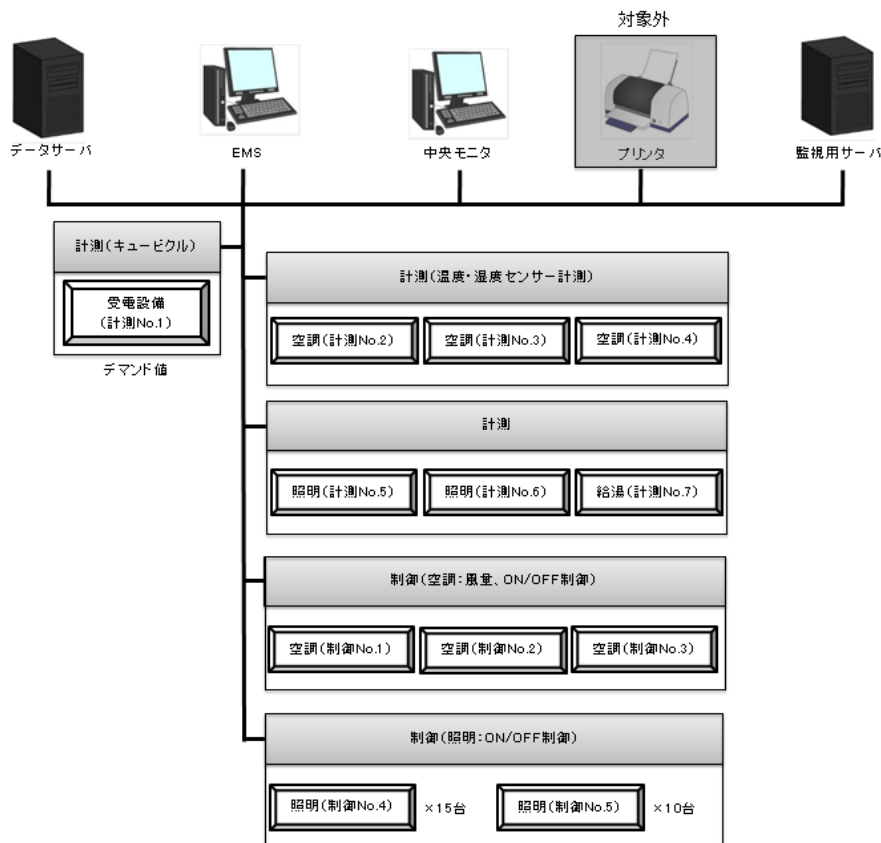 対象外
データサーバ
EMS
中央モニタ
プリンタ
監視用サーバ
計測(キュービクル)
受電設備
(計測No.1)
デマンド値
計測(温度・湿度センサー計測)
空調(計測No.2)
空調(計測No.3)
空調(計測No.4)
計測
照明(計測No.5)
照明(計測No.6)
給湯(計測No.7)
制御(空調:風量、ON/OFF制御)
空調(制御No.1)
空調(制御No.2)
空調(制御No.3)
制御(照明:ON/OFF制御)
照明(制御No.4)
×15台
照明(制御No.5)
×10台